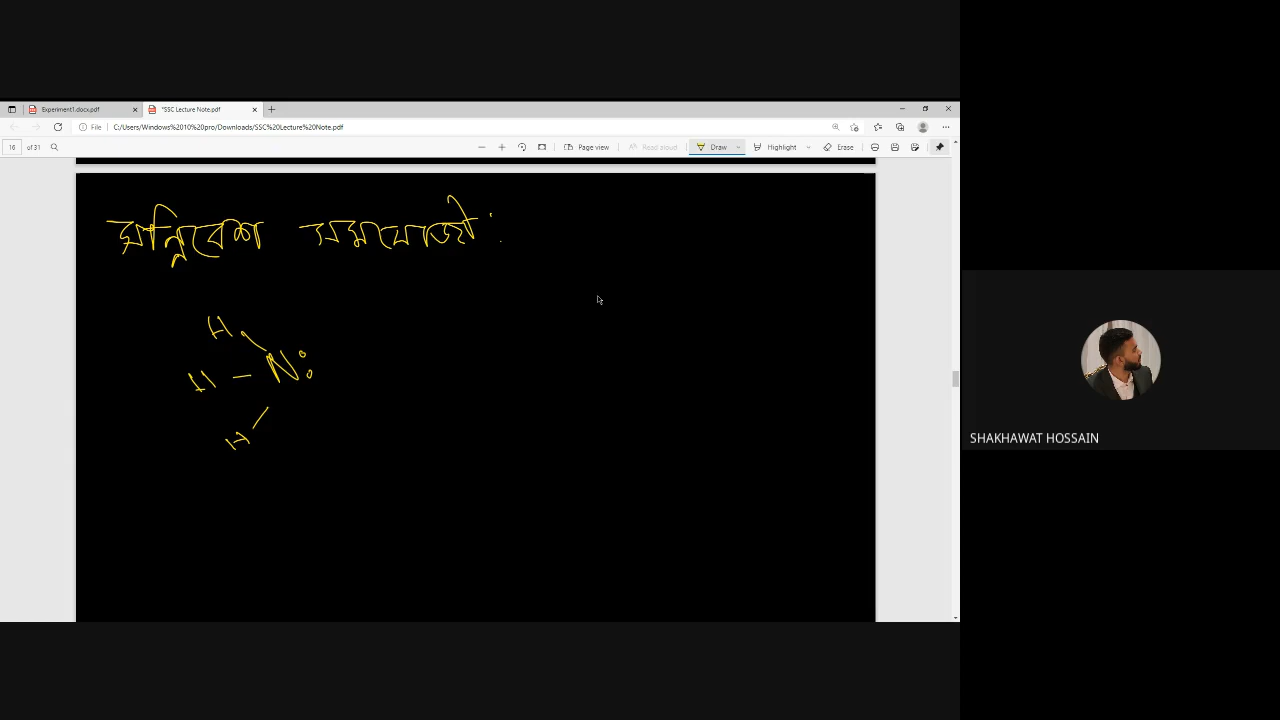 Experiment1.docx.pdf
*SSC Lecture Note.pdf
File
C:/Users/Windows%2010%20pro/Downloads/SSC%20Lecture%20Note.pdf
16 of 31
Page view
Read aloud
Draw
Highlight
Erase
সন্নিবেশ সমযোজী :
H
H – N:
H
SHAKHAWAT HOSSAIN